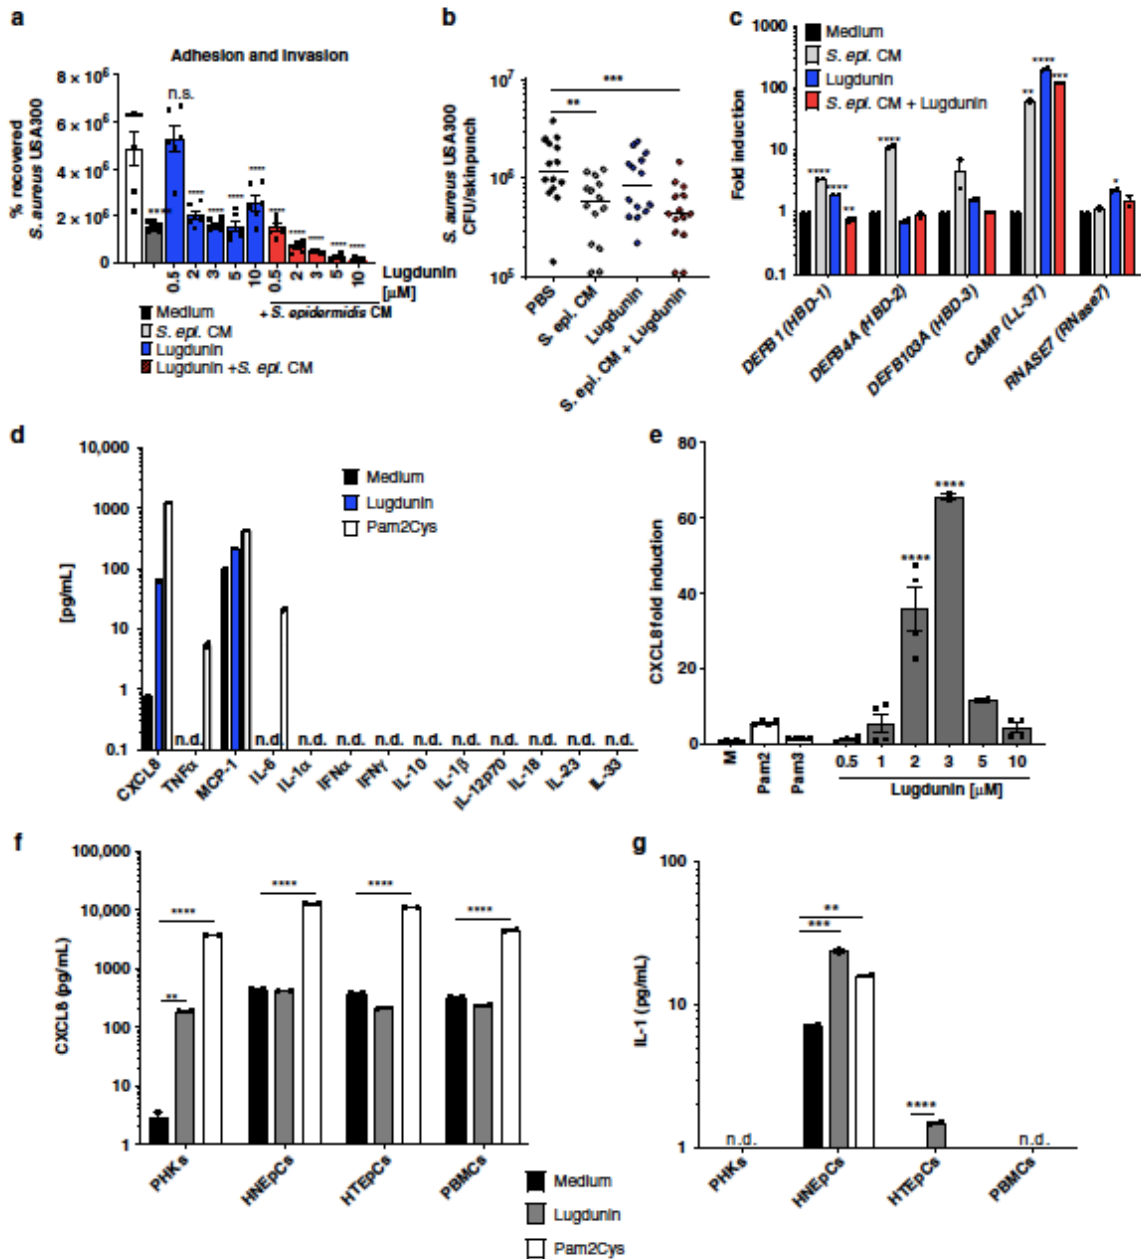 a
Adhesion and invasion
% recovered
S. aureus USA300
8 × 10⁶
6 × 10⁶
4 × 10⁶
2 × 10⁶
0
n.s.
****
****
****
****
****
****
****
****
****
****
0.5
2
3
5
10
0.5
2
3
5
10
Lugdunin
[µM]
+ S. epidermidis CM
Medium
S. epi. CM
Lugdunin
Lugdunin +S. epi. CM
b
S. aureus USA300
CFU/skinpunch
10⁷
10⁶
10⁵
***
**
PBS
S. epi. CM
Lugdunin
S. epi. CM + Lugdunin
c
Fold induction
1000
100
10
1
0.1
Medium
S. epi. CM
Lugdunin
S. epi. CM + Lugdunin
****
****
**
****
**
****
***
*
DEFB1 (HBD-1)
DEFB4A (HBD-2)
DEFB103A (HBD-3)
CAMP (LL-37)
RNASE7 (RNase7)
d
[pg/mL]
10,000
1000
100
10
1
0.1
Medium
Lugdunin
Pam2Cys
n.d.
n.d.
n.d.
n.d.
n.d.
n.d.
n.d.
n.d.
n.d.
n.d.
n.d.
CXCL8
TNFα
MCP-1
IL-6
IL-1α
IFNα
IFNγ
IL-10
IL-1β
IL-12p70
IL-18
IL-23
IL-33
e
CXCL8fold induction
80
60
40
20
0
****
****
M
Pam2
Pam3
0.5
1
2
3
5
10
Lugdunin [µM]
f
CXCL8 (pg/mL)
100,000
10,000
1000
100
10
1
****
**
****
****
****
PHKs
HNEpCs
HTEpCs
PBMCs
Medium
Lugdunin
Pam2Cys
g
IL-1 (pg/mL)
100
10
1
n.d.
**
***
****
n.d.
PHKs
HNEpCs
HTEpCs
PBMCs